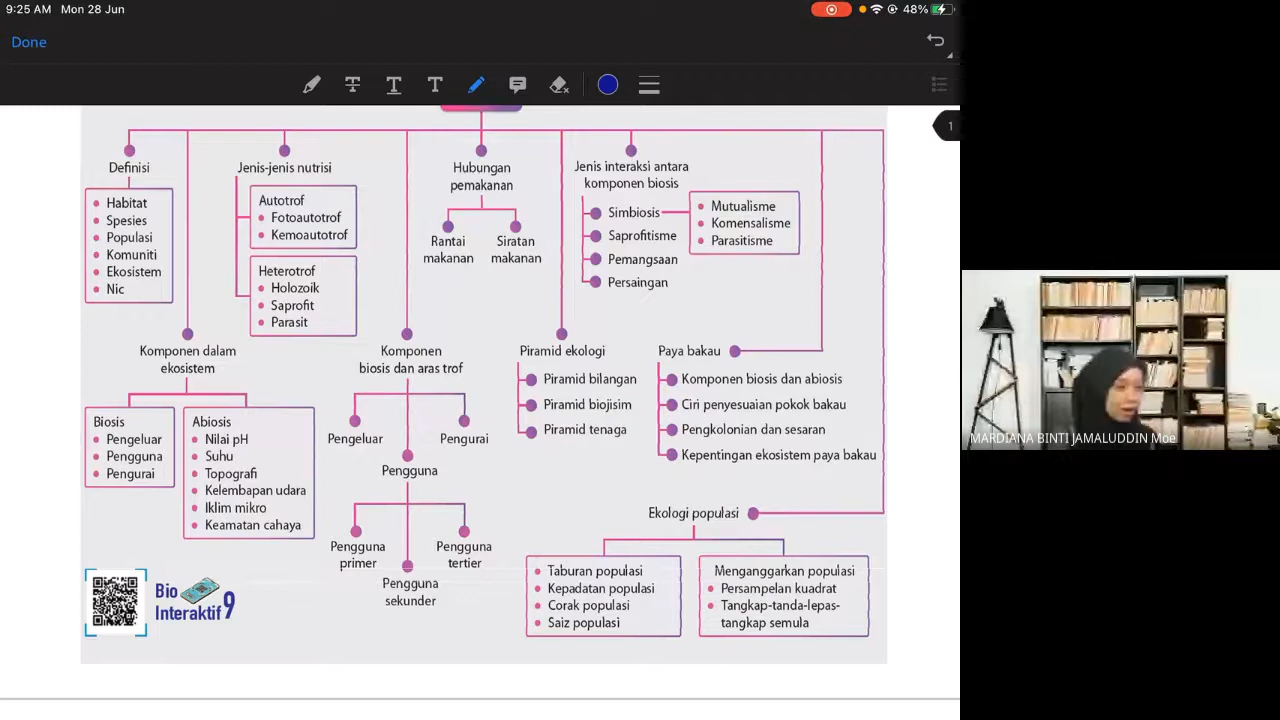 9:25 AM Mon 28 Jun
48%
Done
1
Definisi
Habitat
Spesies
Populasi
Komuniti
Ekosistem
Nic
Jenis-jenis nutrisi
Autotrof
Fotoautotrof
Kemoautotrof
Heterotrof
Holozoik
Saprofit
Parasit
Hubungan
pemakanan
Rantai
makanan
Siratan
makanan
Jenis interaksi antara
komponen biosis
Simbiosis
Saprofitisme
Pemangsaan
Persaingan
Mutualisme
Komensalisme
Parasitisme
Komponen dalam
ekosistem
Biosis
Pengeluar
Pengguna
Pengurai
Abiosis
Nilai pH
Suhu
Topografi
Kelembapan udara
Iklim mikro
Keamatan cahaya
Komponen
biosis dan aras trof
Pengeluar
Pengurai
Pengguna
Pengguna
primer
Pengguna
tertier
Pengguna
sekunder
Piramid ekologi
Piramid bilangan
Piramid biojisim
Piramid tenaga
Paya bakau
Komponen biosis dan abiosis
Ciri penyesuaian pokok bakau
Pengkolonian dan sesaran
Kepentingan ekosistem paya bakau
Ekologi populasi
Taburan populasi
Kepadatan populasi
Corak populasi
Saiz populasi
Menganggarkan populasi
Persampelan kuadrat
Tangkap-tanda-lepas-
tangkap semula
Bio
Interaktif 9
MARDIANA BINTI JAMALUDDIN Moe